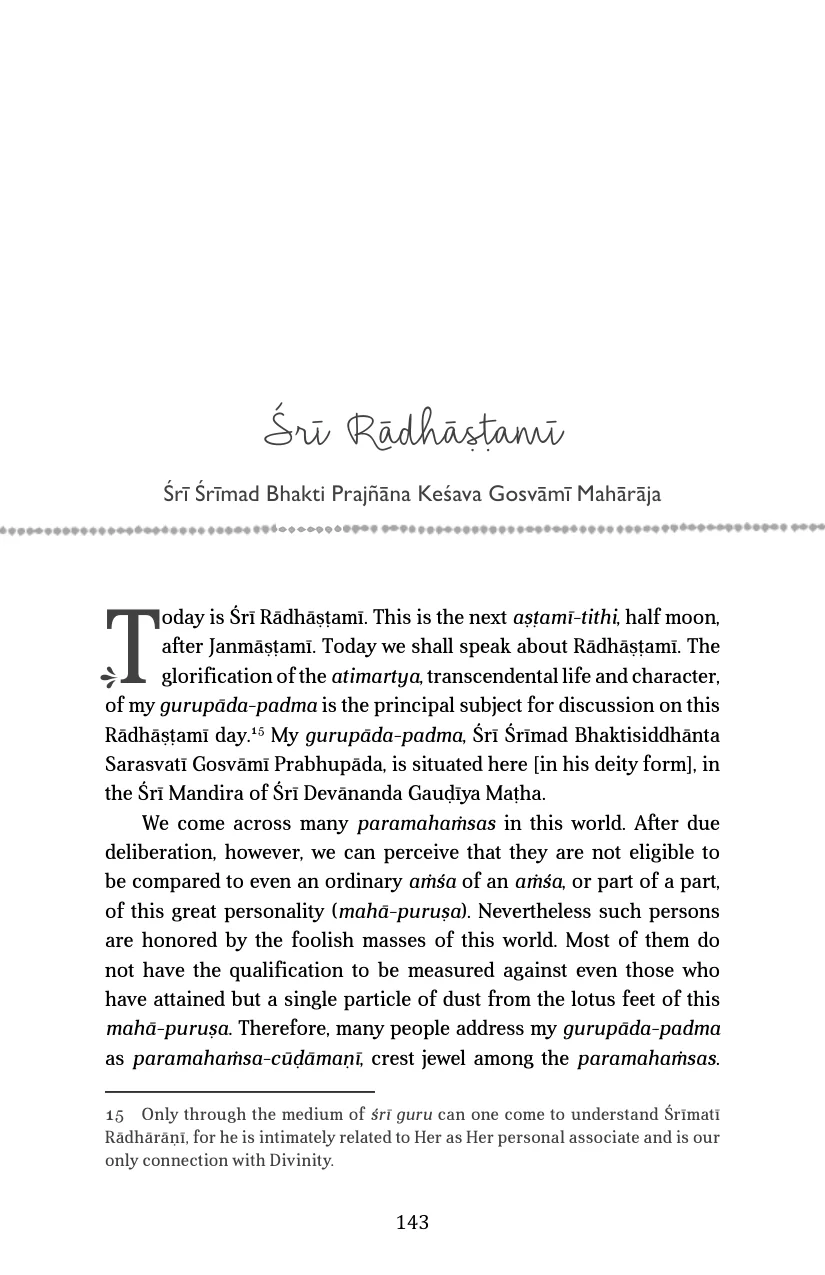 Śrī Rādhāṣṭamī
Śrī Śrīmad Bhakti Prajñāna Keśava Gosvāmī Mahārāja
Today is Śrī Rādhāṣṭamī. This is the next aṣṭamī-tithi, half moon,
after Janmāṣṭamī. Today we shall speak about Rādhāṣṭamī. The
glorification of the atimartya, transcendental life and character,
of my gurupāda-padma is the principal subject for discussion on this
Rādhāṣṭamī day.¹⁵ My gurupāda-padma, Śrī Śrīmad Bhaktisiddhānta
Sarasvatī Gosvāmī Prabhupāda, is situated here [in his deity form], in
the Śrī Mandira of Śrī Devānanda Gauḍīya Maṭha.
We come across many paramahaṁsas in this world. After due
deliberation, however, we can perceive that they are not eligible to
be compared to even an ordinary aṁśa of an aṁśa, or part of a part,
of this great personality (mahā-puruṣa). Nevertheless such persons
are honored by the foolish masses of this world. Most of them do
not have the qualification to be measured against even those who
have attained but a single particle of dust from the lotus feet of this
mahā-puruṣa. Therefore, many people address my gurupāda-padma
as paramahaṁsa-cūḍāmaṇī, crest jewel among the paramahaṁsas.
15 Only through the medium of śrī guru can one come to understand Śrīmatī
Rādhārāṇī, for he is intimately related to Her as Her personal associate and is our
only connection with Divinity.
143